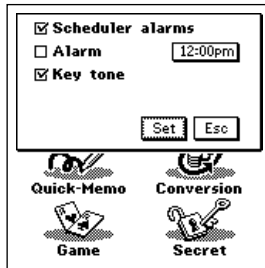 Scheduler alarms
Alarm 12:00pm
Key tone
Set Esc
Quick-Memo Conversion
Game Secret